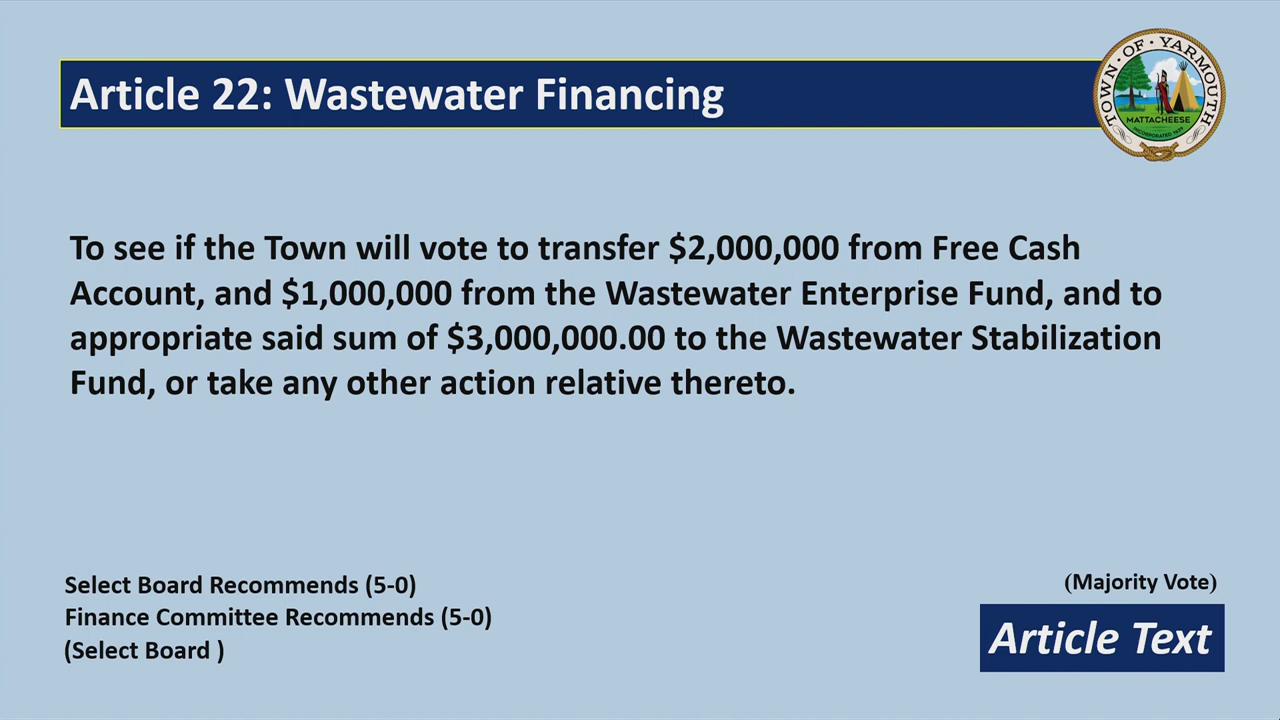 Article 22: Wastewater Financing
TOWN · OF · YARMOUTH
MATTACHEESE
INCORPORATED 1639
To see if the Town will vote to transfer $2,000,000 from Free Cash
Account, and $1,000,000 from the Wastewater Enterprise Fund, and to
appropriate said sum of $3,000,000.00 to the Wastewater Stabilization
Fund, or take any other action relative thereto.
Select Board Recommends (5-0)
Finance Committee Recommends (5-0)
(Select Board )
(Majority Vote)
Article Text